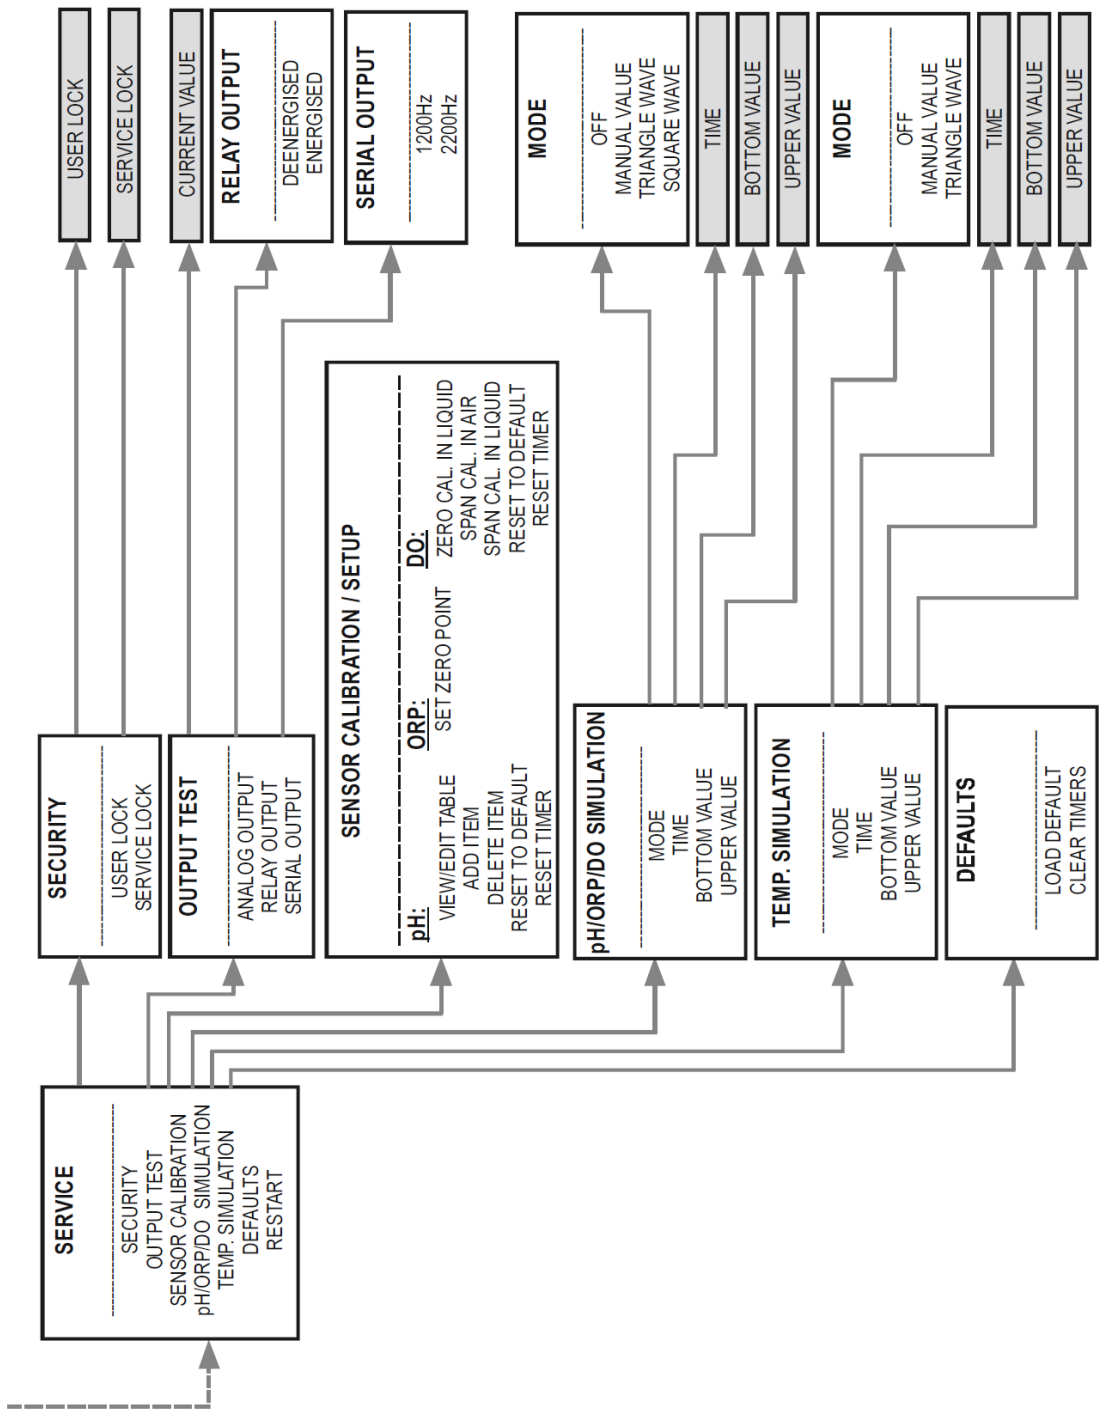 SERVICE
SECURITY
OUTPUT TEST
SENSOR CALIBRATION
pH/ORP/DO SIMULATION
TEMP. SIMULATION
DEFAULTS
RESTART
SECURITY
USER LOCK
SERVICE LOCK
OUTPUT TEST
ANALOG OUTPUT
RELAY OUTPUT
SERIAL OUTPUT
SENSOR CALIBRATION / SETUP
pH:
VIEW/EDIT TABLE
ADD ITEM
DELETE ITEM
RESET TO DEFAULT
RESET TIMER
ORP:
SET ZERO POINT
DO:
ZERO CAL. IN LIQUID
SPAN CAL. IN AIR
SPAN CAL. IN LIQUID
RESET TO DEFAULT
RESET TIMER
pH/ORP/DO SIMULATION
MODE
TIME
BOTTOM VALUE
UPPER VALUE
TEMP. SIMULATION
MODE
TIME
BOTTOM VALUE
UPPER VALUE
DEFAULTS
LOAD DEFAULT
CLEAR TIMERS
USER LOCK
SERVICE LOCK
CURRENT VALUE
RELAY OUTPUT
DEENERGISED
ENERGISED
SERIAL OUTPUT
1200Hz
2200Hz
MODE
OFF
MANUAL VALUE
TRIANGLE WAVE
SQUARE WAVE
TIME
BOTTOM VALUE
UPPER VALUE
MODE
OFF
MANUAL VALUE
TRIANGLE WAVE
TIME
BOTTOM VALUE
UPPER VALUE